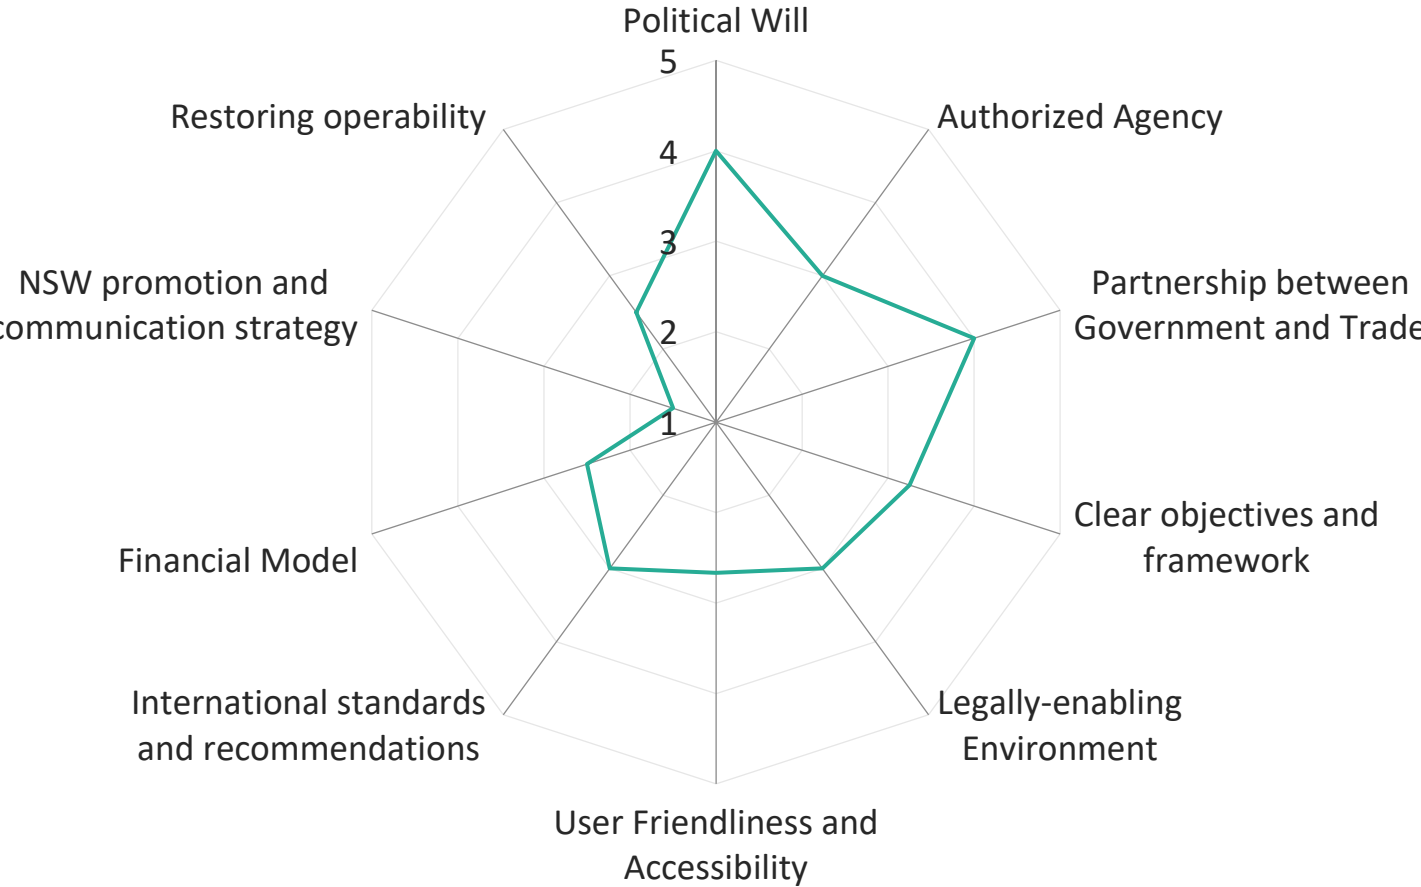 Political Will
5
Restoring operability
Authorized Agency
4
3
NSW promotion and
communication strategy
Partnership between
Government and Trade
2
1
Clear objectives and
framework
Financial Model
International standards
and recommendations
Legally-enabling
Environment
User Friendliness and
Accessibility